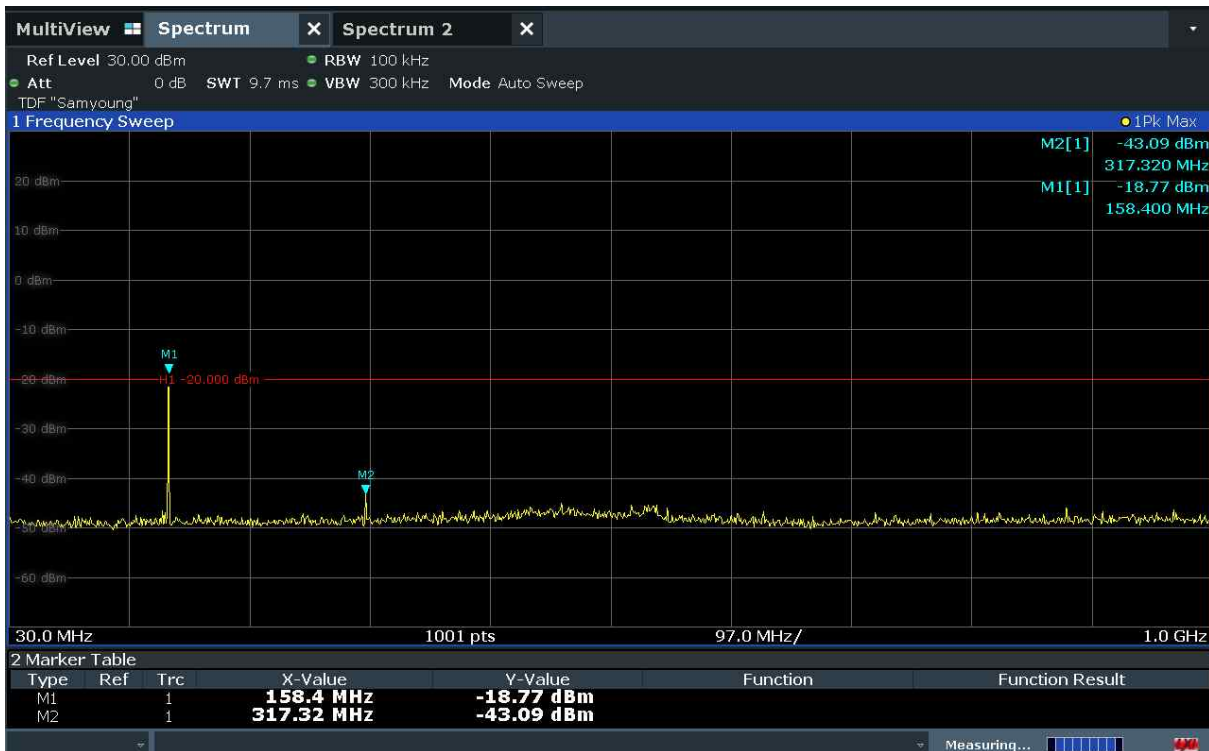 MultiView Spectrum X Spectrum 2 X
Ref Level 30.00 dBm RBW 100 kHz
Att 0 dB SWT 9.7 ms VBW 300 kHz Mode Auto Sweep
TDF "Samyoung"
1 Frequency Sweep 1Pk Max
M2[1] -43.09 dBm
317.320 MHz
20 dBm
M1[1] -18.77 dBm
158.400 MHz
10 dBm
0 dBm
-10 dBm
M1
-20 dBm H1 -20.000 dBm
-30 dBm
-40 dBm
M2
-50 dBm
-60 dBm
30.0 MHz 1001 pts 97.0 MHz/ 1.0 GHz
2 Marker Table
Type Ref Trc X-Value Y-Value Function Function Result
M1 1 158.4 MHz -18.77 dBm
M2 1 317.32 MHz -43.09 dBm
Measuring...